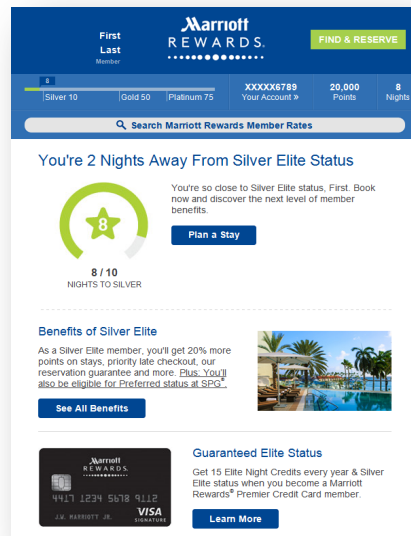 First
Last
Member
Marriott
REWARDS®
FIND & RESERVE
8
Silver 10
Gold 50
Platinum 75
XXXXX6789
Your Account »
20,000
Points
8
Nights
Search Marriott Rewards Member Rates
You're 2 Nights Away From Silver Elite Status
8
8 / 10
NIGHTS TO SILVER
You're so close to Silver Elite status, First. Book
now and discover the next level of member
benefits.
Plan a Stay
Benefits of Silver Elite
As a Silver Elite member, you'll get 20% more
points on stays, priority late checkout, our
reservation guarantee and more. Plus: You'll
also be eligible for Preferred status at SPG®.
See All Benefits
Marriott
REWARDS.
4417 1234 5678 9112
J.W. MARRIOTT JR.
VISA
SIGNATURE
Guaranteed Elite Status
Get 15 Elite Night Credits every year & Silver
Elite status when you become a Marriott
Rewards® Premier Credit Card member.
Learn More